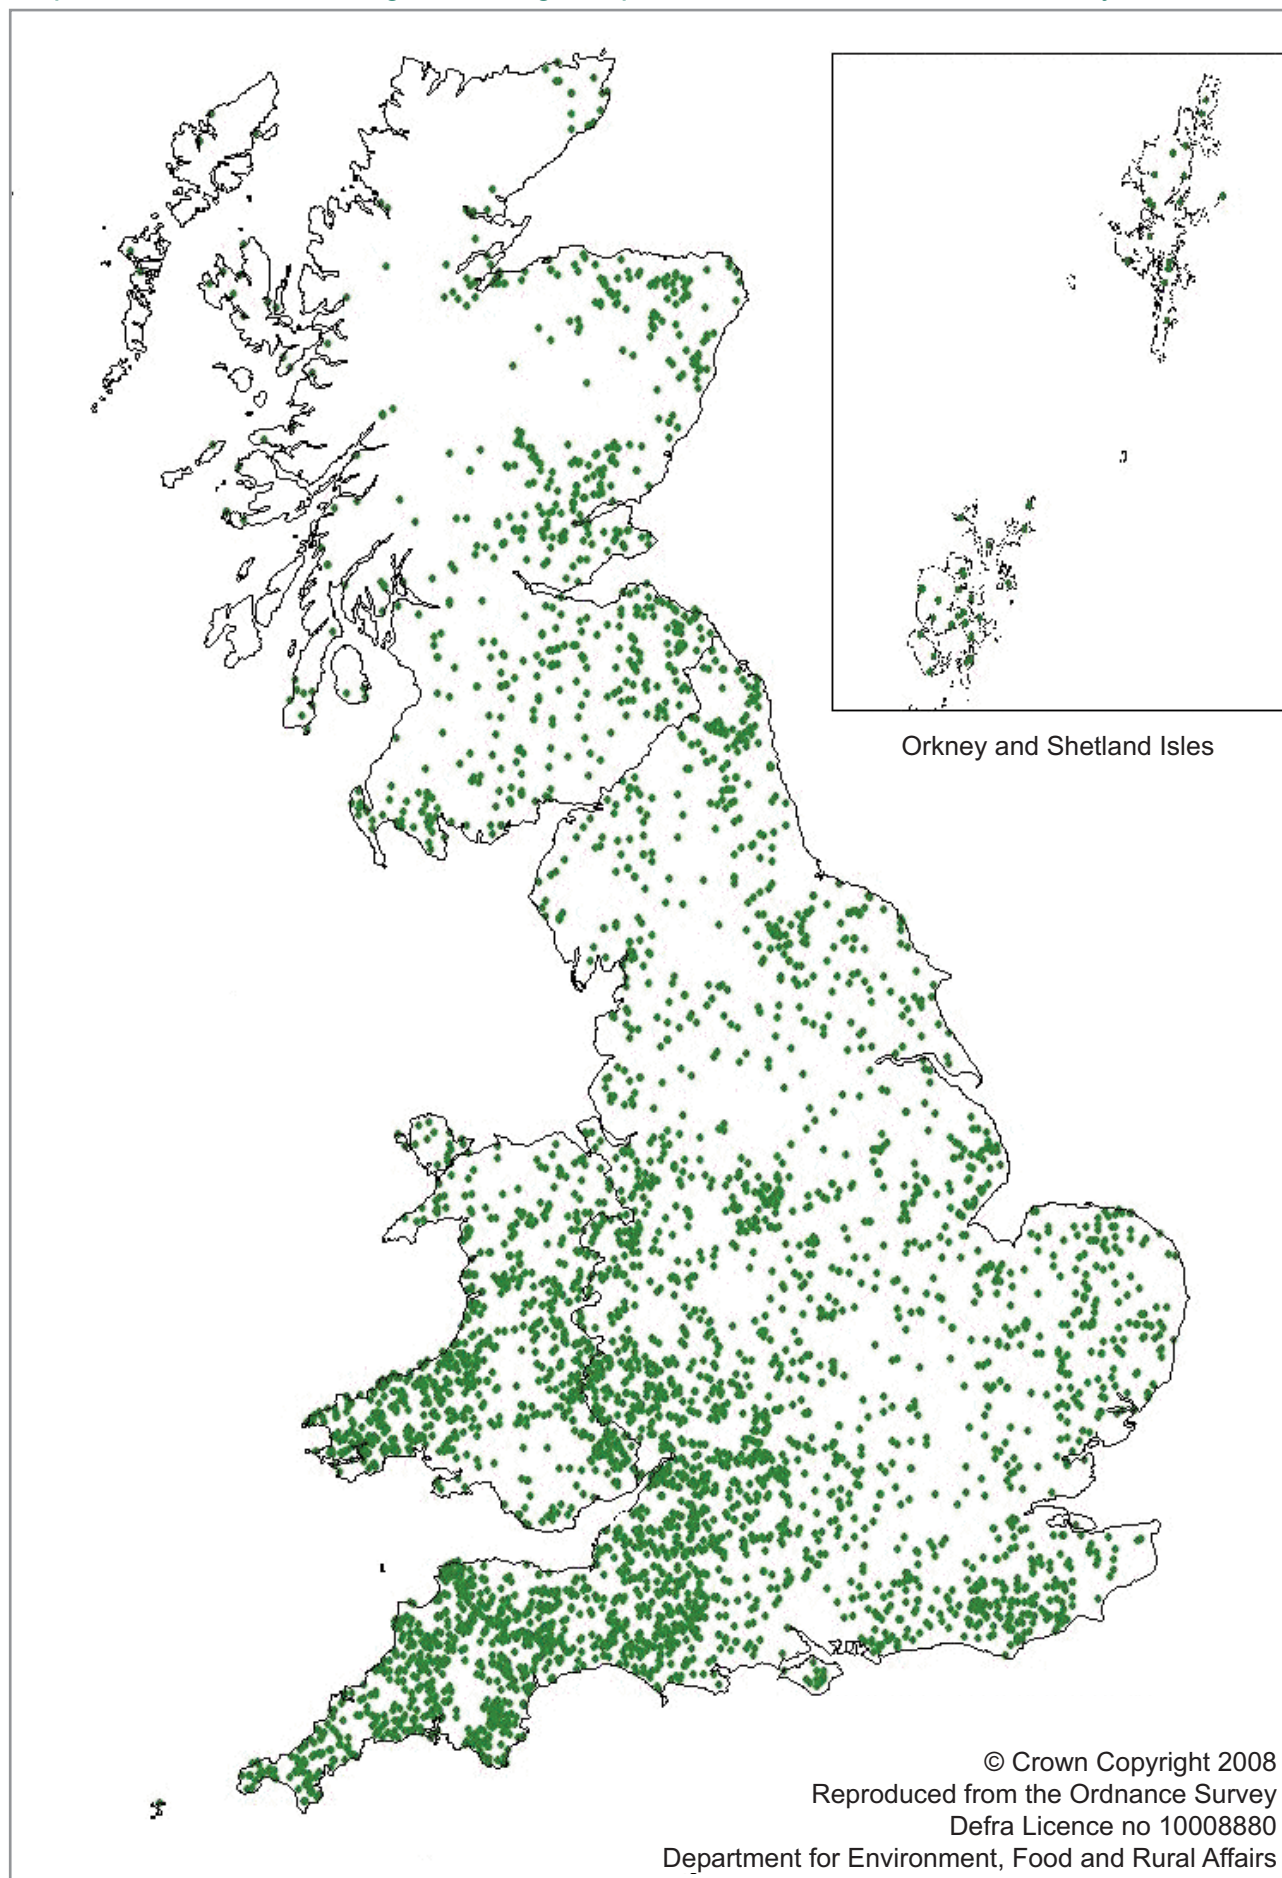 Orkney and Shetland Isles
© Crown Copyright 2008
Reproduced from the Ordnance Survey
Defra Licence no 10008880
Department for Environment, Food and Rural Affairs